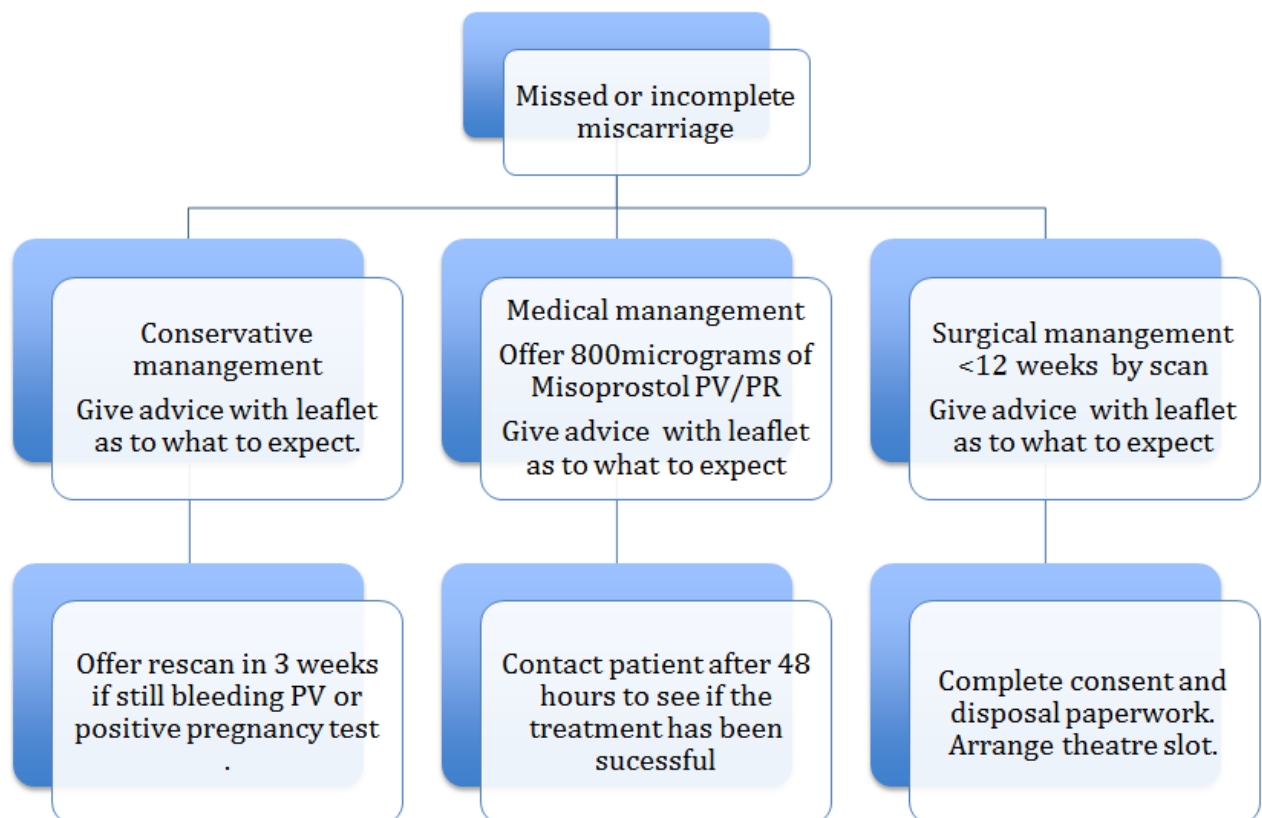 Missed or incomplete
miscarriage
Conservative
manangement
Give advice with leaflet
as to what to expect.
Medical manangement
Offer 800micrograms of
Misoprostol PV/PR
Give advice with leaflet
as to what to expect
Surgical manangement
<12 weeks by scan
Give advice with leaflet
as to what to expect
Offer rescan in 3 weeks
if still bleeding PV or
positive pregnancy test
.
Contact patient after 48
hours to see if the
treatment has been
sucessful
Complete consent and
disposal paperwork.
Arrange theatre slot.